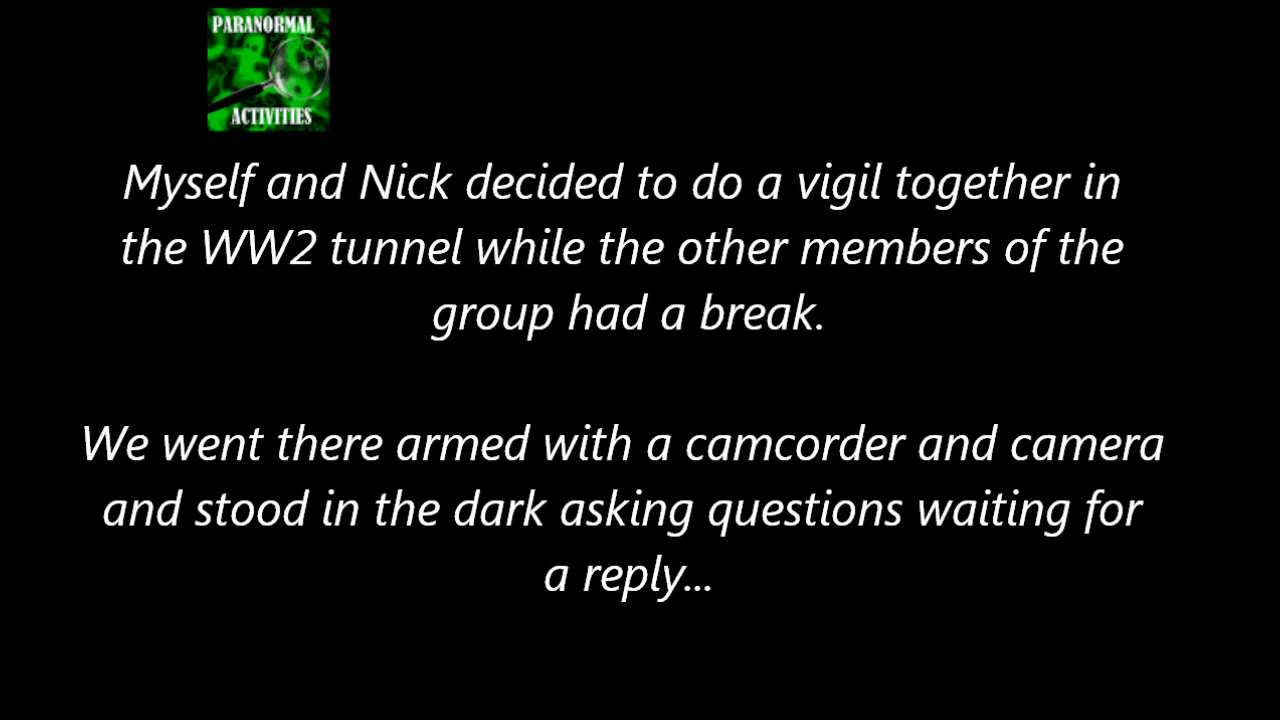 PARANORMAL
ACTIVITIES
Myself and Nick decided to do a vigil together in
the WW2 tunnel while the other members of the
group had a break.
We went there armed with a camcorder and camera
and stood in the dark asking questions waiting for
a reply...